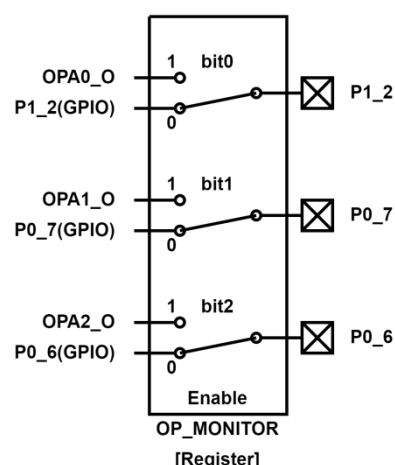 1 bit0
OPA0_O
P1_2(GPIO)
0
P1_2
1 bit1
OPA1_O
P0_7(GPIO)
0
P0_7
1 bit2
OPA2_O
P0_6(GPIO)
0
P0_6
Enable
OP_MONITOR
[Register]